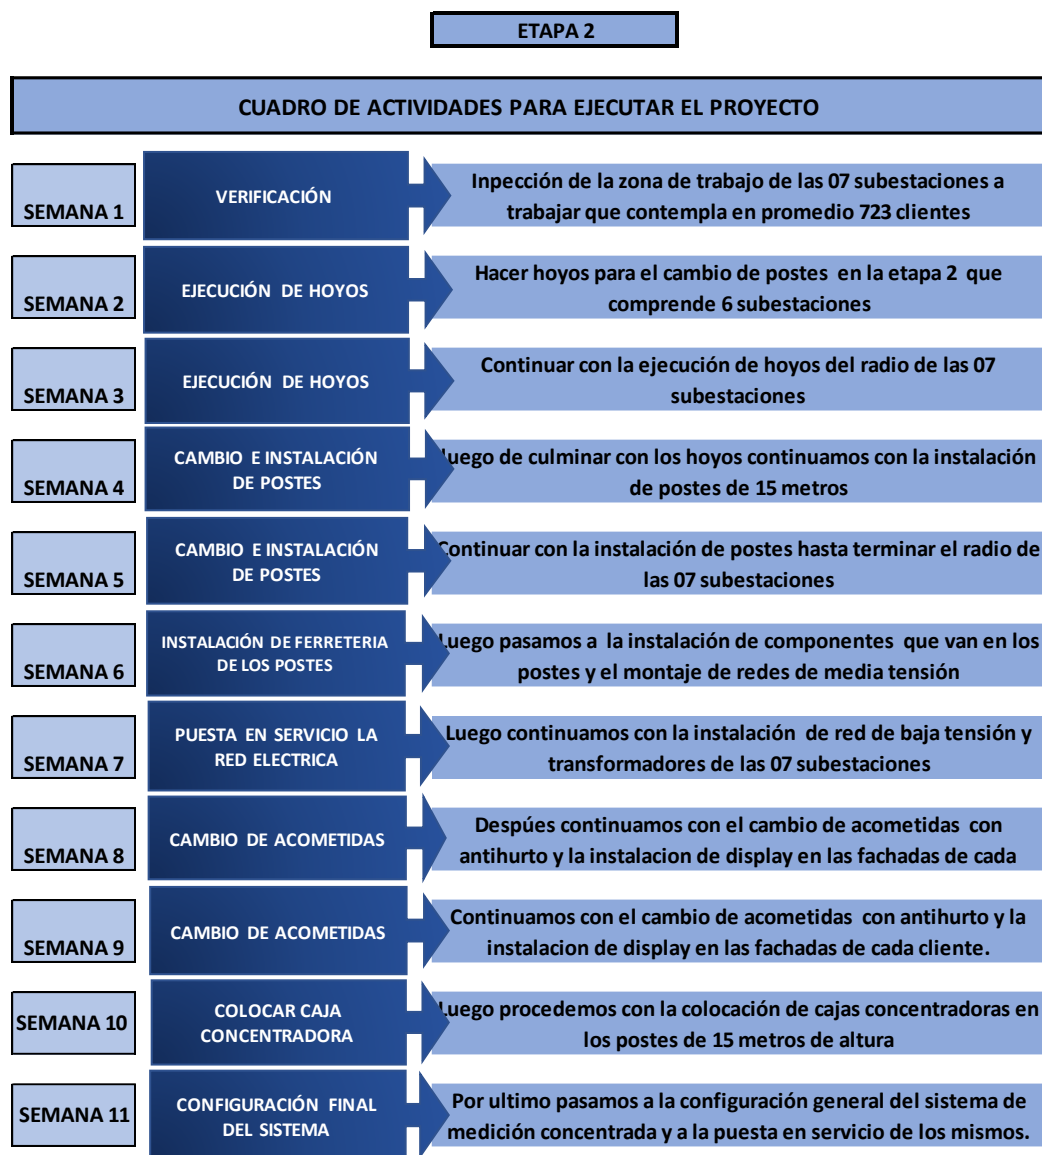 ETAPA 2
CUADRO DE ACTIVIDADES PARA EJECUTAR EL PROYECTO
SEMANA 1
VERIFICACIÓN
Inpección de la zona de trabajo de las 07 subestaciones a
trabajar que contempla en promedio 723 clientes
SEMANA 2
EJECUCIÓN DE HOYOS
Hacer hoyos para el cambio de postes en la etapa 2 que
comprende 6 subestaciones
SEMANA 3
EJECUCIÓN DE HOYOS
Continuar con la ejecución de hoyos del radio de las 07
subestaciones
SEMANA 4
CAMBIO E INSTALACIÓN
DE POSTES
luego de culminar con los hoyos continuamos con la instalación
de postes de 15 metros
SEMANA 5
CAMBIO E INSTALACIÓN
DE POSTES
Continuar con la instalación de postes hasta terminar el radio de
las 07 subestaciones
SEMANA 6
INSTALACIÓN DE FERRETERIA
DE LOS POSTES
Luego pasamos a la instalación de componentes que van en los
postes y el montaje de redes de media tensión
SEMANA 7
PUESTA EN SERVICIO LA
RED ELECTRICA
Luego continuamos con la instalación de red de baja tensión y
transformadores de las 07 subestaciones
SEMANA 8
CAMBIO DE ACOMETIDAS
Despúes continuamos con el cambio de acometidas con
antihurto y la instalacion de display en las fachadas de cada
SEMANA 9
CAMBIO DE ACOMETIDAS
Continuamos con el cambio de acometidas con antihurto y la
instalacion de display en las fachadas de cada cliente.
SEMANA 10
COLOCAR CAJA
CONCENTRADORA
Luego procedemos con la colocación de cajas concentradoras en
los postes de 15 metros de altura
SEMANA 11
CONFIGURACIÓN FINAL
DEL SISTEMA
Por ultimo pasamos a la configuración general del sistema de
medición concentrada y a la puesta en servicio de los mismos.